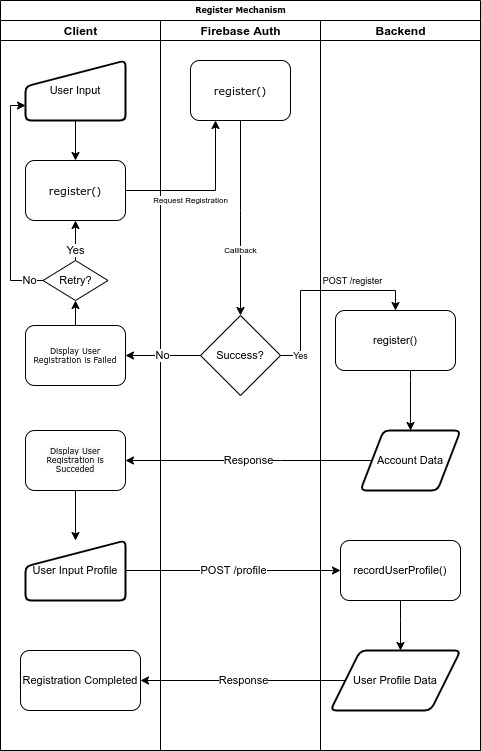 Register Mechanism
Client
Firebase Auth
Backend
User Input
register()
register()
Request Registration
Yes
Callback
No
Retry?
POST /register
Display User
Registration is Failed
No
Success?
Yes
register()
Display User
Registration is
Succeded
Response
Account Data
User Input Profile
POST /profile
recordUserProfile()
Registration Completed
Response
User Profile Data